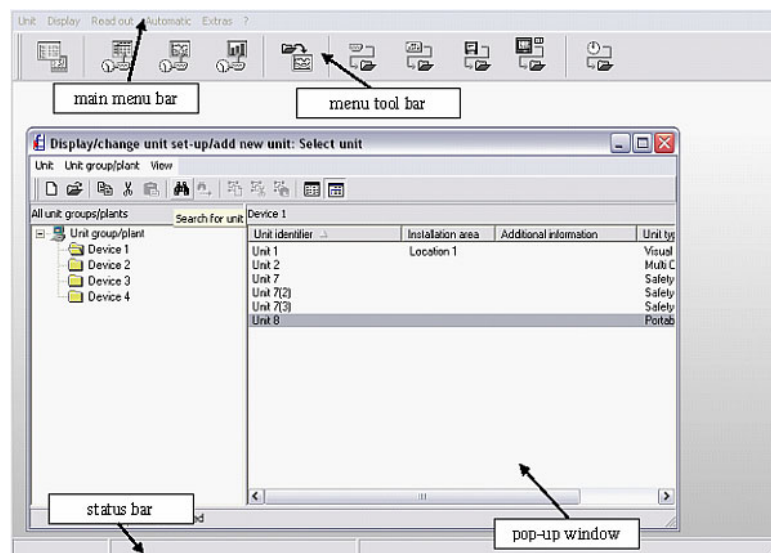 Unit Display Read out Automatic Extras ?
main menu bar
menu tool bar
Display/change unit set-up/add new unit: Select unit
Unit Unit group/plant View
All unit groups/plants
Search for unit
Device 1
Unit group/plant
Device 1
Device 2
Device 3
Device 4
Unit identifier Installation area Additional information Unit typ
Unit 1 Location 1 Visual
Unit 2 Multi C
Unit 7 Safety
Unit 7(2) Safety
Unit 7(3) Safety
Unit 8 Portab
status bar
pop-up window